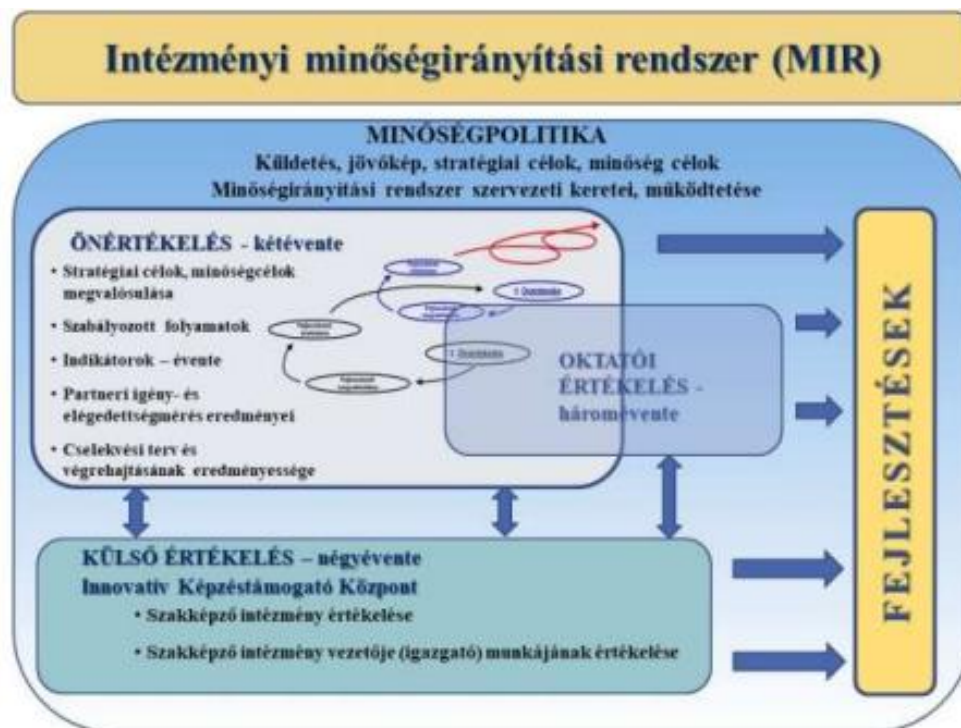 Intézményi minőségirányítási rendszer (MIR)
MINŐSÉGPOLITIKA
Küldetés, jövőkép, stratégiai célok, minőség célok
Minőségirányítási rendszer szervezeti keretei, működtetése
ÖNÉRTÉKELÉS - kétévente
• Stratégiai célok, minőségcélok
megvalósulása
• Szabályozott folyamatok
• Indikátorok – évente
• Partneri igény- és
elégedettségmérés eredményei
• Cselekvési terv és
végrehajtásának eredményessége
OKTATÓI
ÉRTÉKELÉS -
háromévente
KÜLSŐ ÉRTÉKELÉS – négyévente
Innovatív Képzéstámogató Központ
• Szakképző intézmény értékelése
• Szakképző intézmény vezetője (igazgató) munkájának értékelése
FEJLESZTÉSEK